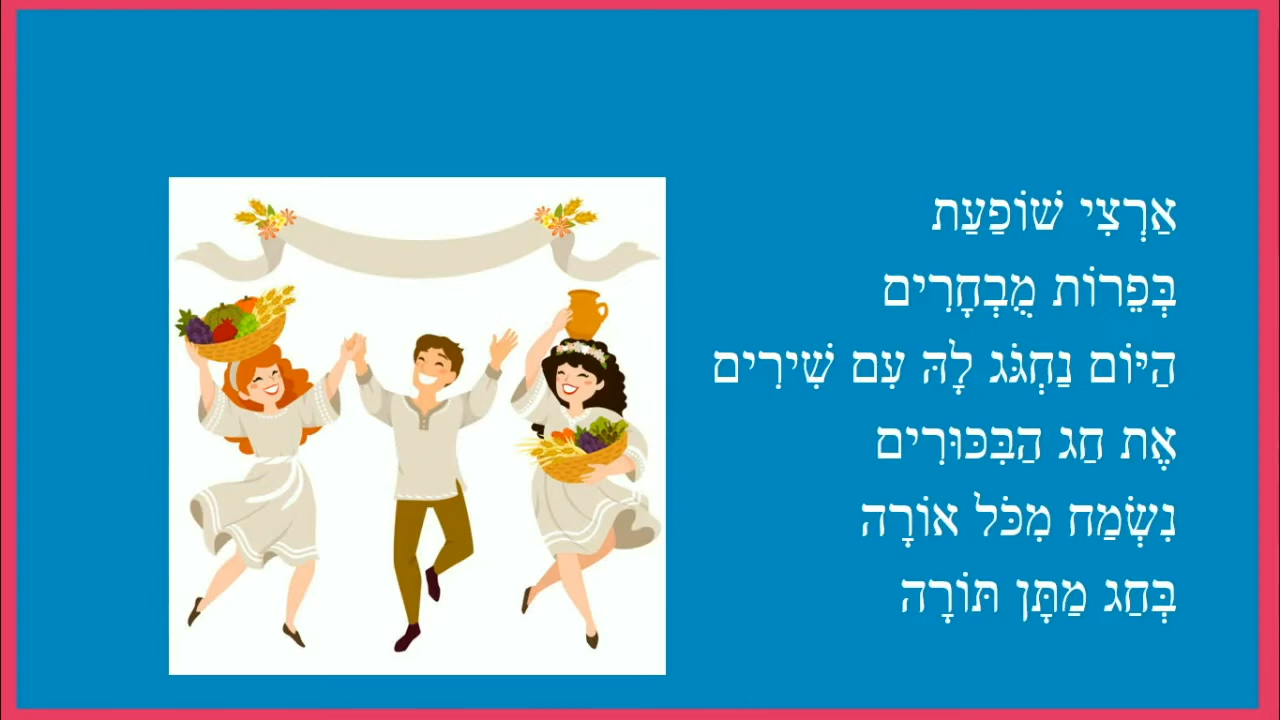 אַרְצִי שׁוֹפַעַת
בְּפֵרוֹת מֻבְחָרִים
הַיּוֹם נַחְגֹּג לָהּ עִם שִׁירִים
אֶת חַג הַבִּכּוּרִים
נִשְׂמַח מִכֹּל אוֹרָה
בְּחַג מַתָּן תּוֹרָה